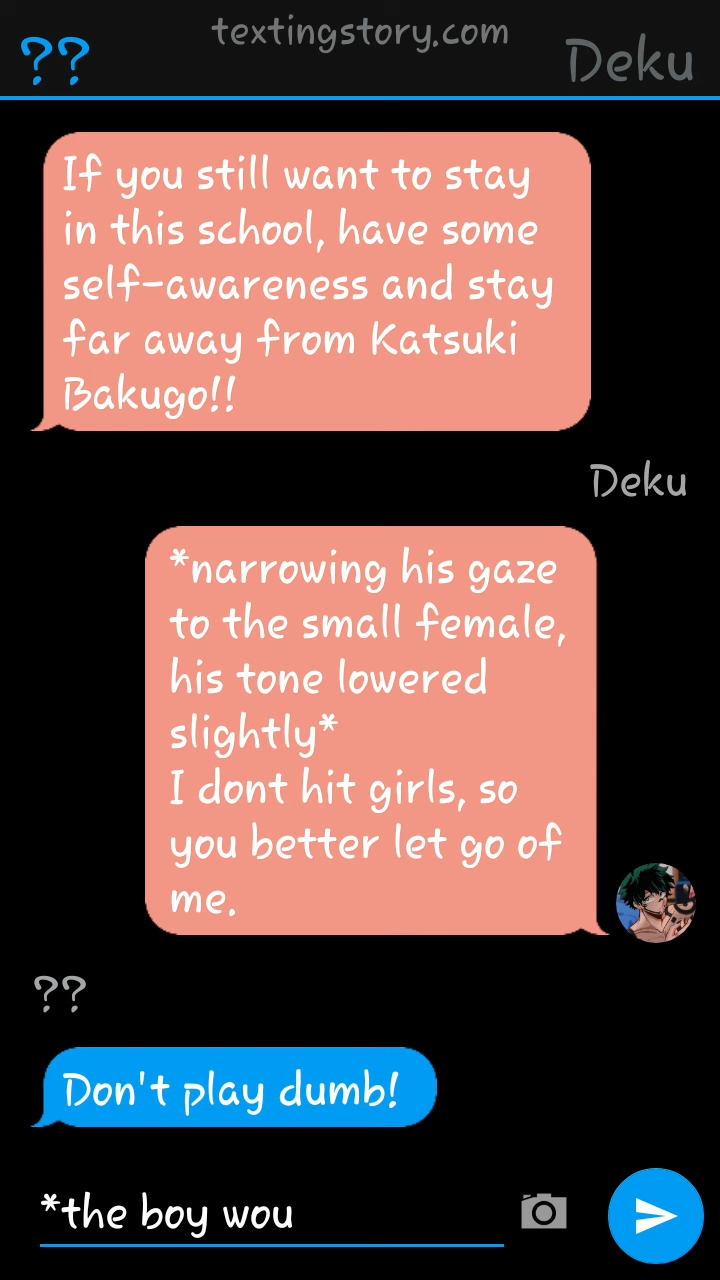 textingstory.com
??
Deku
If you still want to stay
in this school, have some
self-awareness and stay
far away from Katsuki
Bakugo!!
Deku
*narrowing his gaze
to the small female,
his tone lowered
slightly*
I dont hit girls, so
you better let go of
me.
??
Don't play dumb!
*the boy wou